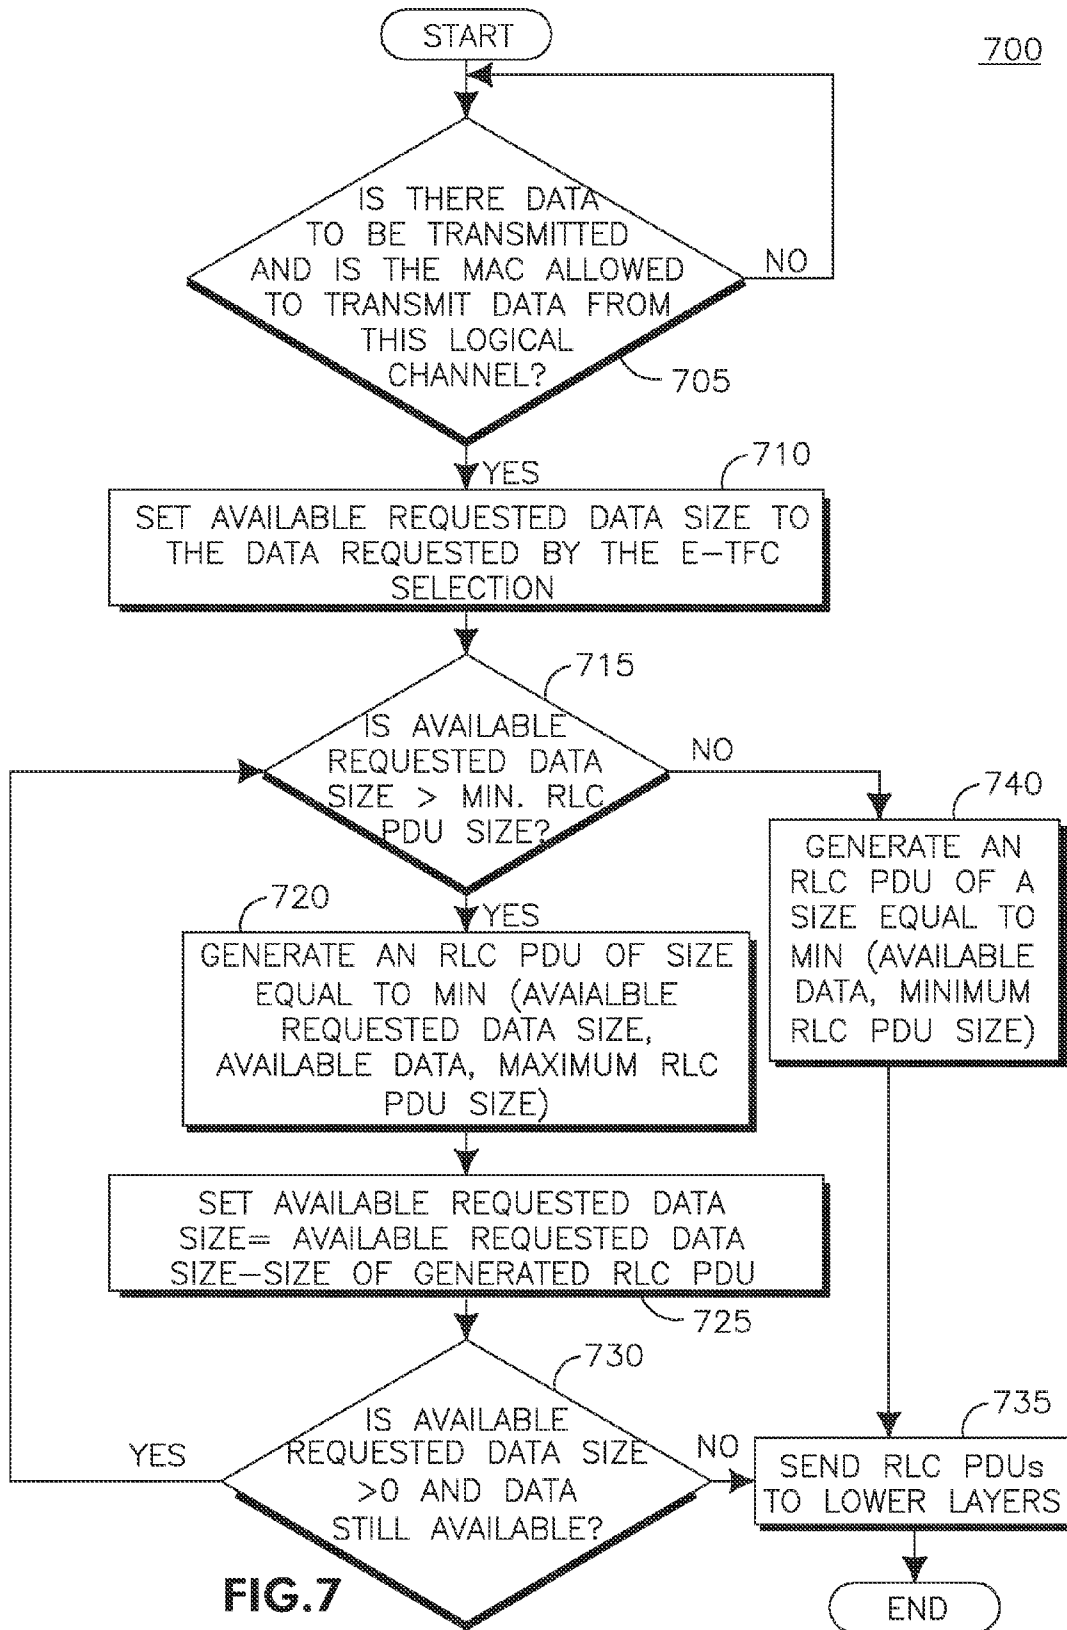 START
700
IS THERE DATA
TO BE TRANSMITTED
AND IS THE MAC ALLOWED
TO TRANSMIT DATA FROM
THIS LOGICAL
CHANNEL?
NO
705
YES
710
SET AVAILABLE REQUESTED DATA SIZE TO
THE DATA REQUESTED BY THE E-TFC
SELECTION
715
IS AVAILABLE
REQUESTED DATA
SIZE > MIN. RLC
PDU SIZE?
NO
740
GENERATE AN
RLC PDU OF A
SIZE EQUAL TO
MIN (AVAILABLE
DATA, MINIMUM
RLC PDU SIZE)
720
YES
GENERATE AN RLC PDU OF SIZE
EQUAL TO MIN (AVAIALBLE
REQUESTED DATA SIZE,
AVAILABLE DATA, MAXIMUM RLC
PDU SIZE)
SET AVAILABLE REQUESTED DATA
SIZE= AVAILABLE REQUESTED DATA
SIZE-SIZE OF GENERATED RLC PDU
725
730
IS AVAILABLE
REQUESTED DATA SIZE
>0 AND DATA
STILL AVAILABLE?
YES
NO
735
SEND RLC PDUs
TO LOWER LAYERS
END
FIG.7